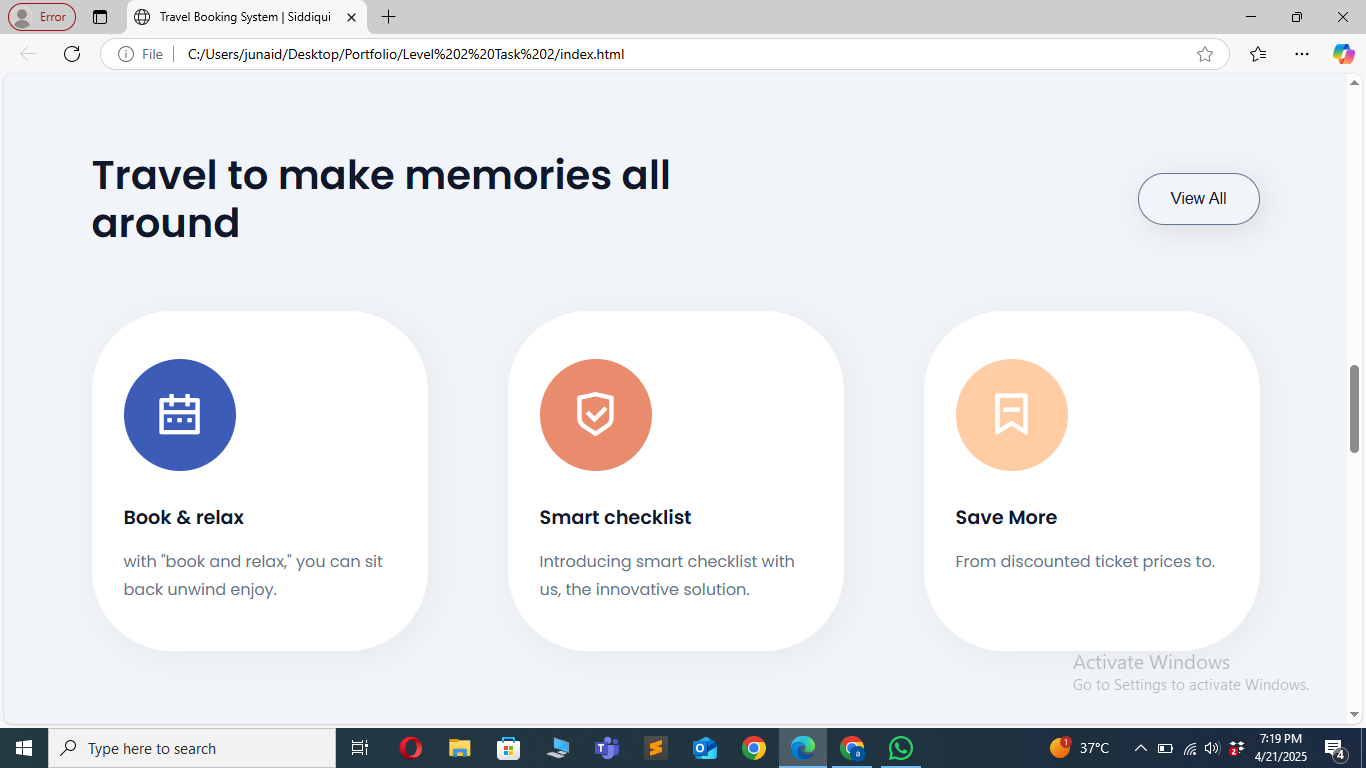 Error
Travel Booking System | Siddiqui
File
C:/Users/junaid/Desktop/Portfolio/Level%202%20Task%202/index.html
Travel to make memories all
around
View All
Book & relax
with "book and relax," you can sit
back unwind enjoy.
Smart checklist
Introducing smart checklist with
us, the innovative solution.
Save More
From discounted ticket prices to.
Activate Windows
Go to Settings to activate Windows.
Type here to search
1
37°C
2
7:19 PM
4/21/2025
4